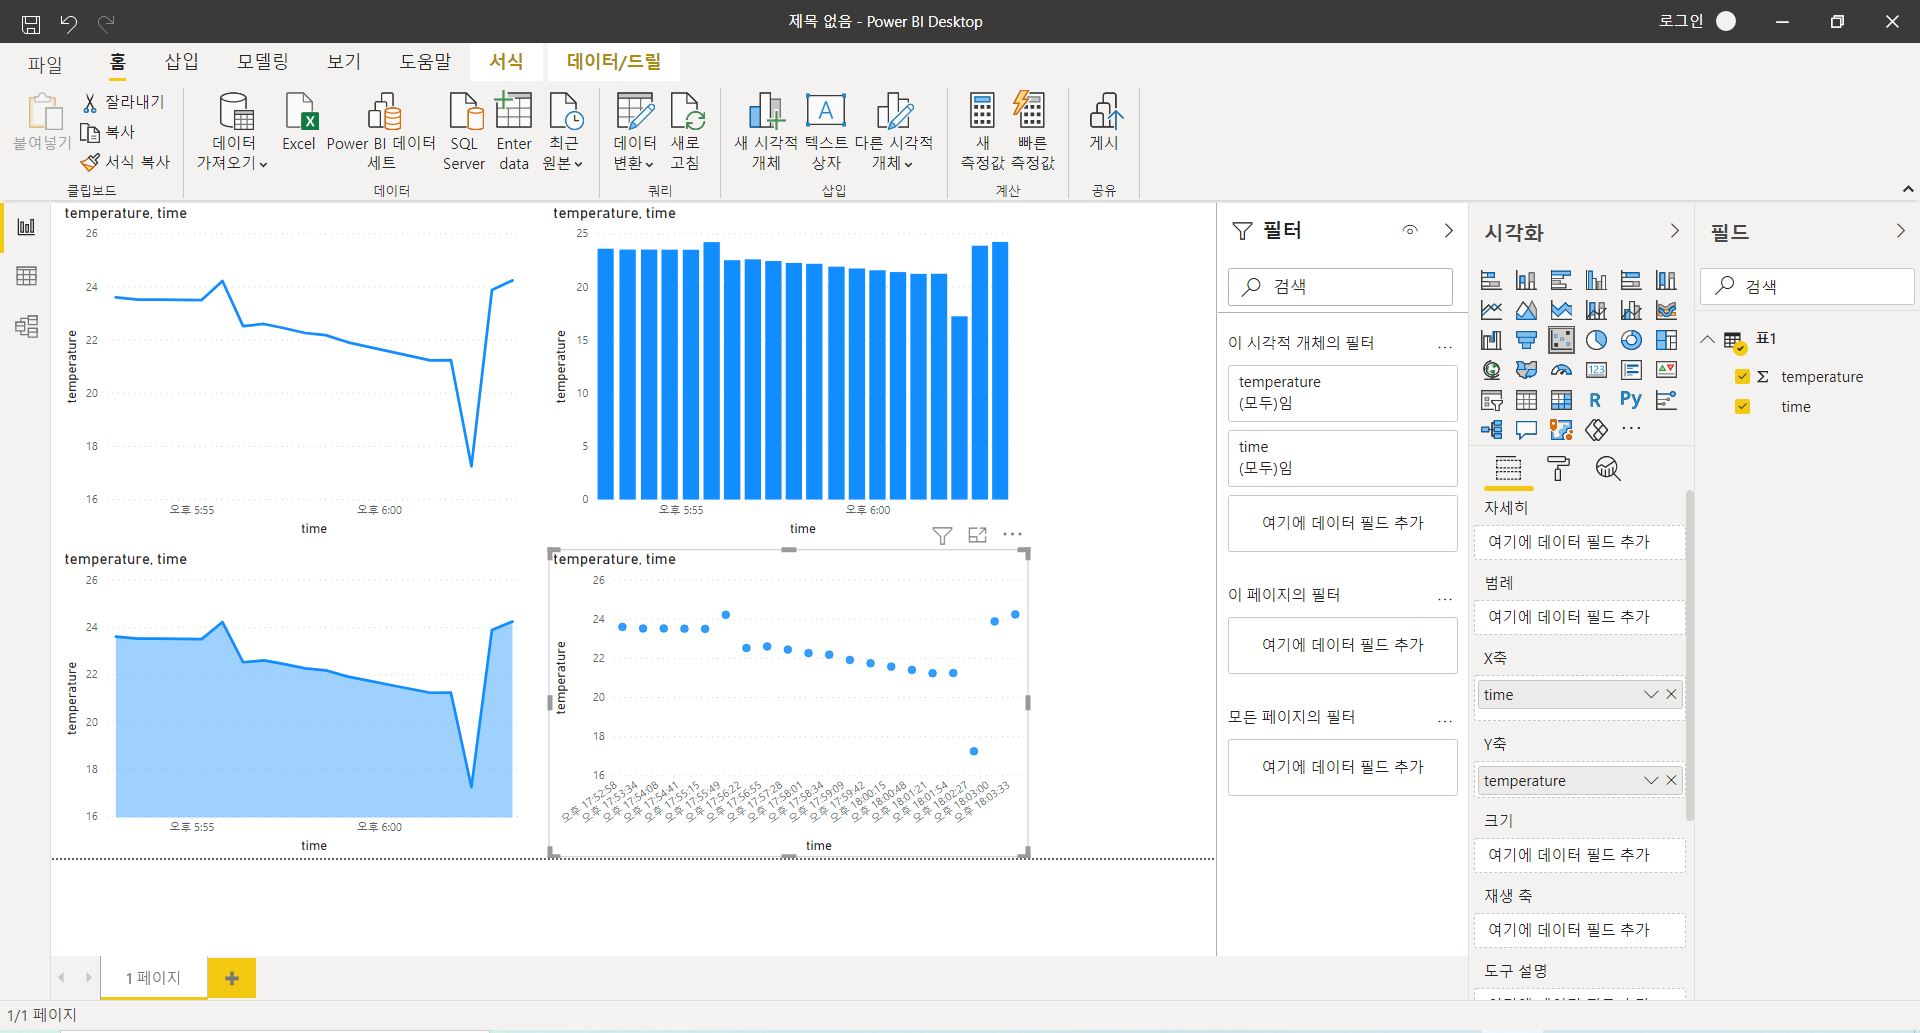 제목 없음 - Power BI Desktop
로그인
파일
홈
삽입
모델링
보기
도움말
서식
데이터/드릴
붙여넣기
잘라내기
복사
서식 복사
클립보드
데이터
가져오기
Excel
Power BI 데이터
세트
SQL
Server
Enter
data
최근
원본
데이터
데이터
변환
새로
고침
쿼리
새 시각적
개체
텍스트
상자
다른 시각적
개체
삽입
새
측정값
빠른
측정값
계산
게시
공유
temperature, time
26
24
22
20
18
16
temperature
오후 5:55
오후 6:00
time
temperature, time
25
20
15
10
5
0
temperature
오후 5:55
오후 6:00
time
temperature, time
26
24
22
20
18
16
temperature
오후 5:55
오후 6:00
time
temperature, time
26
24
22
20
18
16
temperature
오후 17:52:58
오후 17:53:34
오후 17:54:08
오후 17:54:41
오후 17:55:15
오후 17:55:49
오후 17:56:22
오후 17:56:55
오후 17:57:28
오후 17:58:01
오후 17:58:34
오후 17:59:09
오후 17:59:42
오후 18:00:15
오후 18:00:48
오후 18:01:21
오후 18:01:54
오후 18:02:27
오후 18:03:00
오후 18:03:33
time
필터
검색
이 시각적 개체의 필터
...
temperature
(모두)임
time
(모두)임
여기에 데이터 필드 추가
이 페이지의 필터
...
여기에 데이터 필드 추가
모든 페이지의 필터
...
여기에 데이터 필드 추가
시각화
123
R
Py
...
자세히
여기에 데이터 필드 추가
범례
여기에 데이터 필드 추가
X축
time
Y축
temperature
크기
여기에 데이터 필드 추가
재생 축
여기에 데이터 필드 추가
도구 설명
필드
검색
표1
Σ temperature
time
1 페이지
1/1 페이지